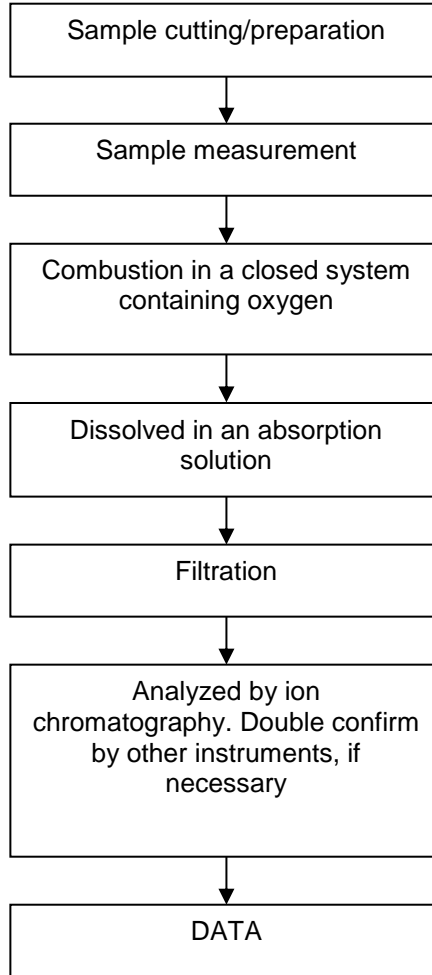 Sample cutting/preparation
Sample measurement
Combustion in a closed system
containing oxygen
Dissolved in an absorption
solution
Filtration
Analyzed by ion
chromatography. Double confirm
by other instruments, if
necessary
DATA